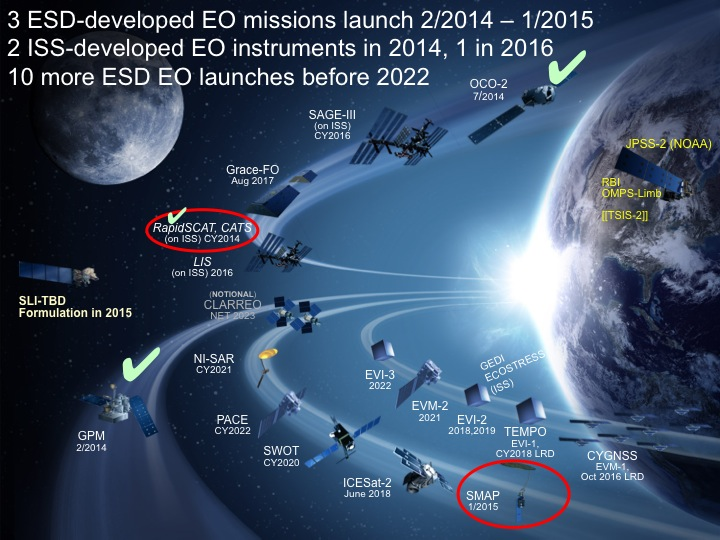 3 ESD-developed EO missions launch 2/2014 – 1/2015
2 ISS-developed EO instruments in 2014, 1 in 2016
10 more ESD EO launches before 2022
OCO-2
7/2014
SAGE-III
(on ISS)
CY2016
JPSS-2 (NOAA)
RBI
OMPS-Limb
[[TSIS-2]]
Grace-FO
Aug 2017
RapidSCAT, CATS
(on ISS) CY2014
LIS
(on ISS) 2016
SLI-TBD
Formulation in 2015
(NOTIONAL)
CLARREO
NET 2023
NI-SAR
CY2021
EVI-3
2022
GEDI
ECOSTRESS
(ISS)
EVM-2
2021
EVI-2
2018,2019
PACE
CY2022
GPM
2/2014
TEMPO
EVI-1,
CY2018 LRD
SWOT
CY2020
CYGNSS
EVM-1,
Oct 2016 LRD
ICESat-2
June 2018
SMAP
1/2015